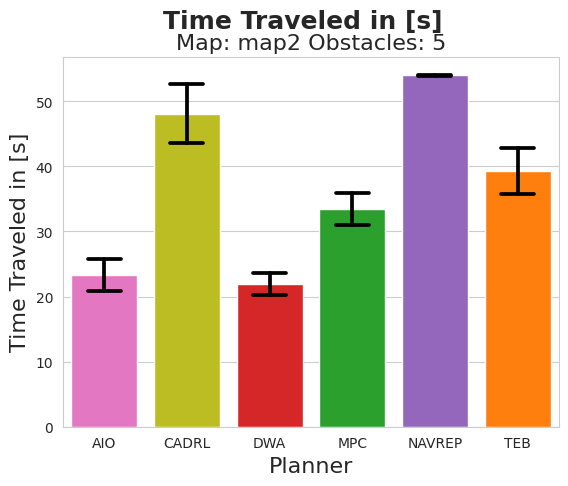 Time Traveled in [s]
Map: map2 Obstacles: 5
Time Traveled in [s]
50
40
30
20
10
0
AIO CADRL DWA MPC NAVREP TEB
Planner